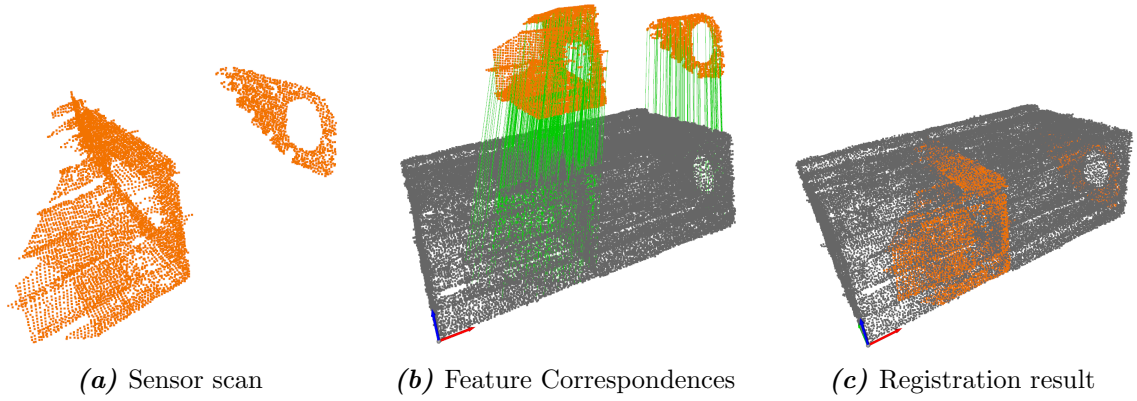 (a) Sensor scan
(b) Feature Correspondences
(c) Registration result